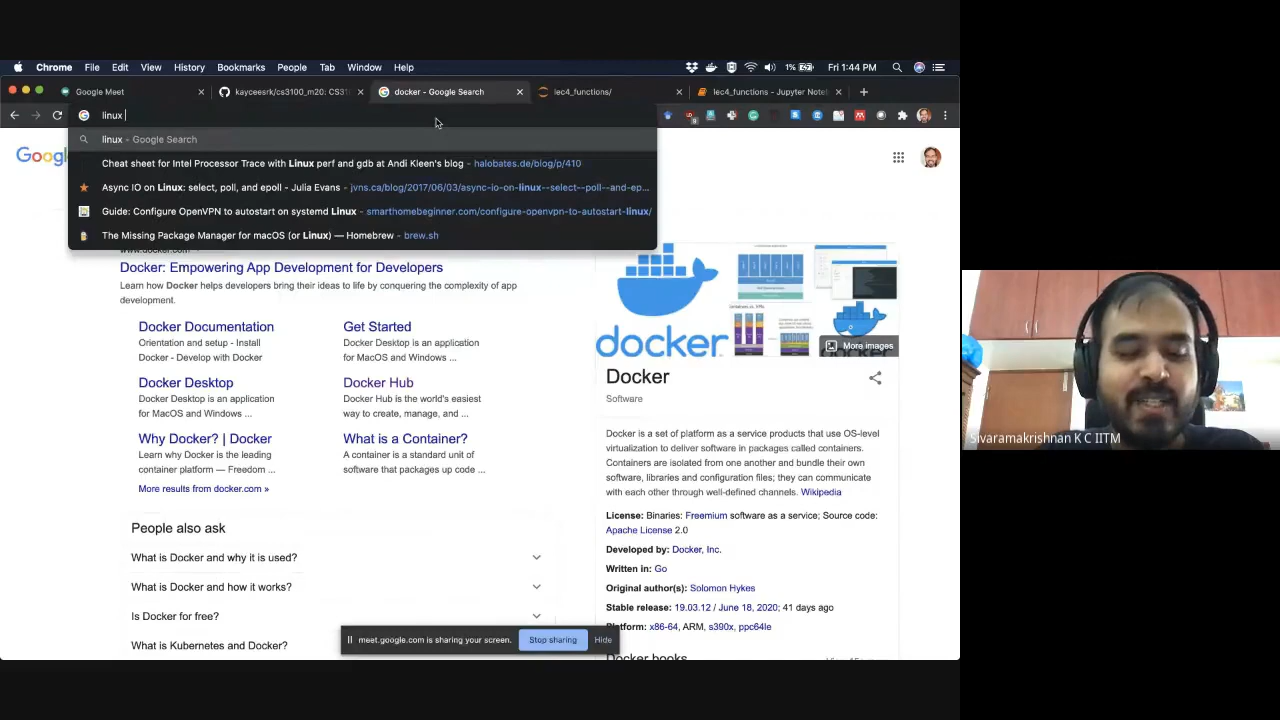 Chrome File Edit View History Bookmarks People Tab Window Help 1% Fri 1:44 PM
Google Meet kayceesrk/cs3100_m20: CS31 docker - Google Search lec4_functions/ lec4_functions - Jupyter Noteb
linux
linux - Google Search
Cheat sheet for Intel Processor Trace with Linux perf and gdb at Andi Kleen's blog - halobates.de/blog/p/410
Async IO on Linux: select, poll, and epoll - Julia Evans - jvns.ca/blog/2017/06/03/async-io-on-linux--select--poll--and-ep...
Guide: Configure OpenVPN to autostart on systemd Linux - smarthomebeginner.com/configure-openvpn-to-autostart-linux/
The Missing Package Manager for macOS (or Linux) — Homebrew - brew.sh
Googl
www.docker.com
Docker: Empowering App Development for Developers
Learn how Docker helps developers bring their ideas to life by conquering the complexity of app
development.
Docker Documentation
Orientation and setup - Install
Docker - Develop with Docker
Get Started
Docker Desktop is an application
for MacOS and Windows ...
Docker Desktop
Docker Desktop is an application
for MacOS and Windows ...
Docker Hub
Docker Hub is the world's easiest
way to create, manage, and ...
Why Docker? | Docker
Learn why Docker is the leading
container platform — Freedom ...
What is a Container?
A container is a standard unit of
software that packages up code ...
More results from docker.com »
People also ask
What is Docker and why it is used?
What is Docker and how it works?
Is Docker for free?
What is Kubernetes and Docker?
docker
More images
Docker
Software
Docker is a set of platform as a service products that use OS-level
virtualization to deliver software in packages called containers.
Containers are isolated from one another and bundle their own
software, libraries and configuration files; they can communicate
with each other through well-defined channels. Wikipedia
License: Binaries: Freemium software as a service; Source code:
Apache License 2.0
Developed by: Docker, Inc.
Written in: Go
Original author(s): Solomon Hykes
Stable release: 19.03.12 / June 18, 2020; 41 days ago
Platform: x86-64, ARM, s390x, ppc64le
Docker books
meet.google.com is sharing your screen. Stop sharing Hide
Sivaramakrishnan K C IITM